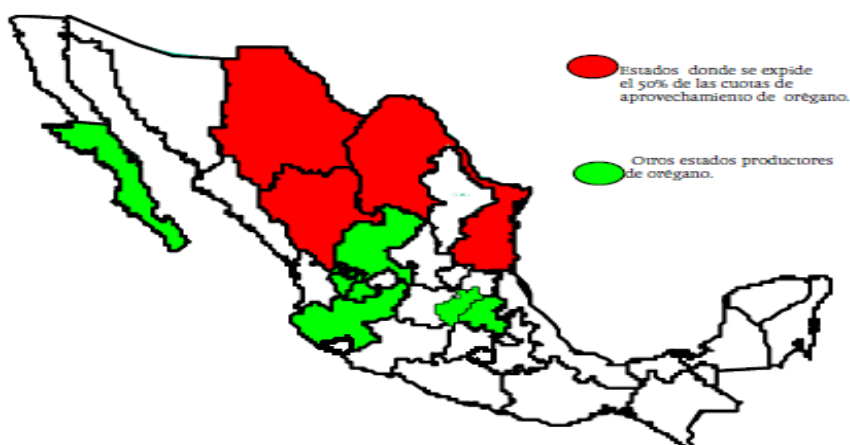 Estados donde se expide
el 50% de las cuotas de
aprovechamiento de orégano.
Otros estados productores
de orégano.